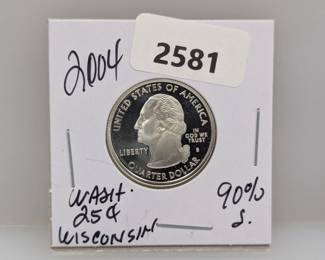 2004
2581
UNITED STATES OF AMERICA
LIBERTY
IN
GOD WE
TRUST
S
QUARTER DOLLAR
WASH.
25¢
WISCONSIN
90%
S.